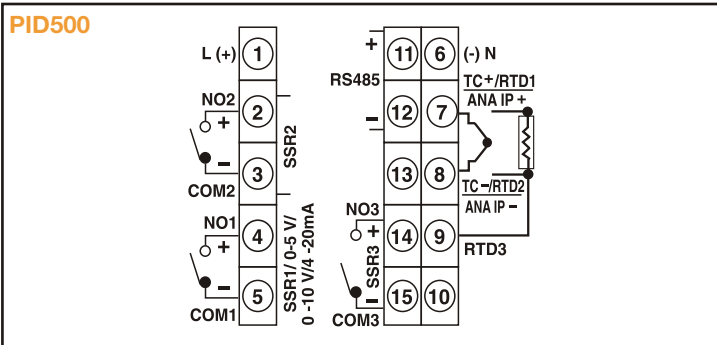 PID500
L (+) 1 + 11 6 (-) N
RS485
TC+/RTD1
ANA IP +
NO2 2 + SSR2 12 − 7
3 − COM2 13 8
TC−/RTD2
ANA IP −
NO1 4 + NO3 14 + 9 RTD3
SSR1/ 0-5 V/
0 -10 V/4 -20mA
SSR3
5 − COM1 15 − COM3 10